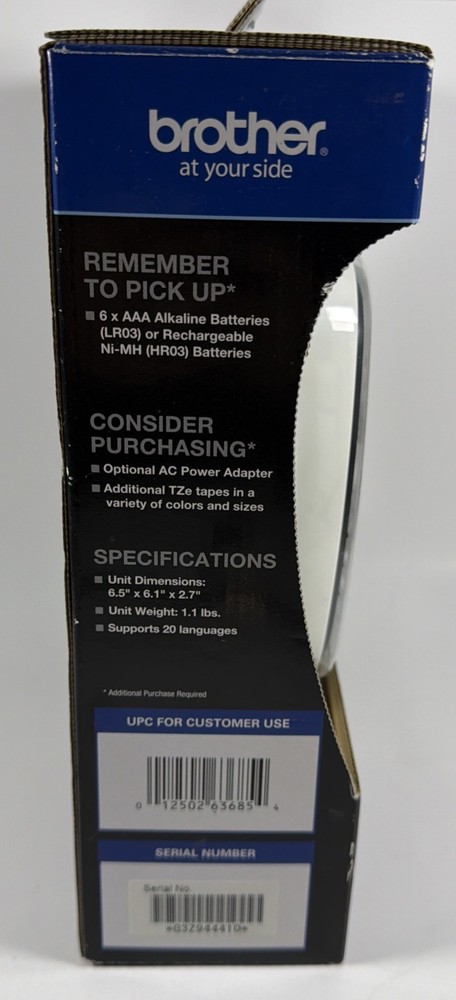 brother®
at your side
REMEMBER
TO PICK UP*
6 x AAA Alkaline Batteries
(LR03) or Rechargeable
Ni-MH (HR03) Batteries
CONSIDER
PURCHASING*
Optional AC Power Adapter
Additional TZe tapes in a
variety of colors and sizes
SPECIFICATIONS
Unit Dimensions:
6.5" x 6.1" x 2.7"
Unit Weight: 1.1 lbs.
Supports 20 languages
* Additional Purchase Required
UPC FOR CUSTOMER USE
0 12502 63685 4
SERIAL NUMBER
Serial No.
*G3Z944410*